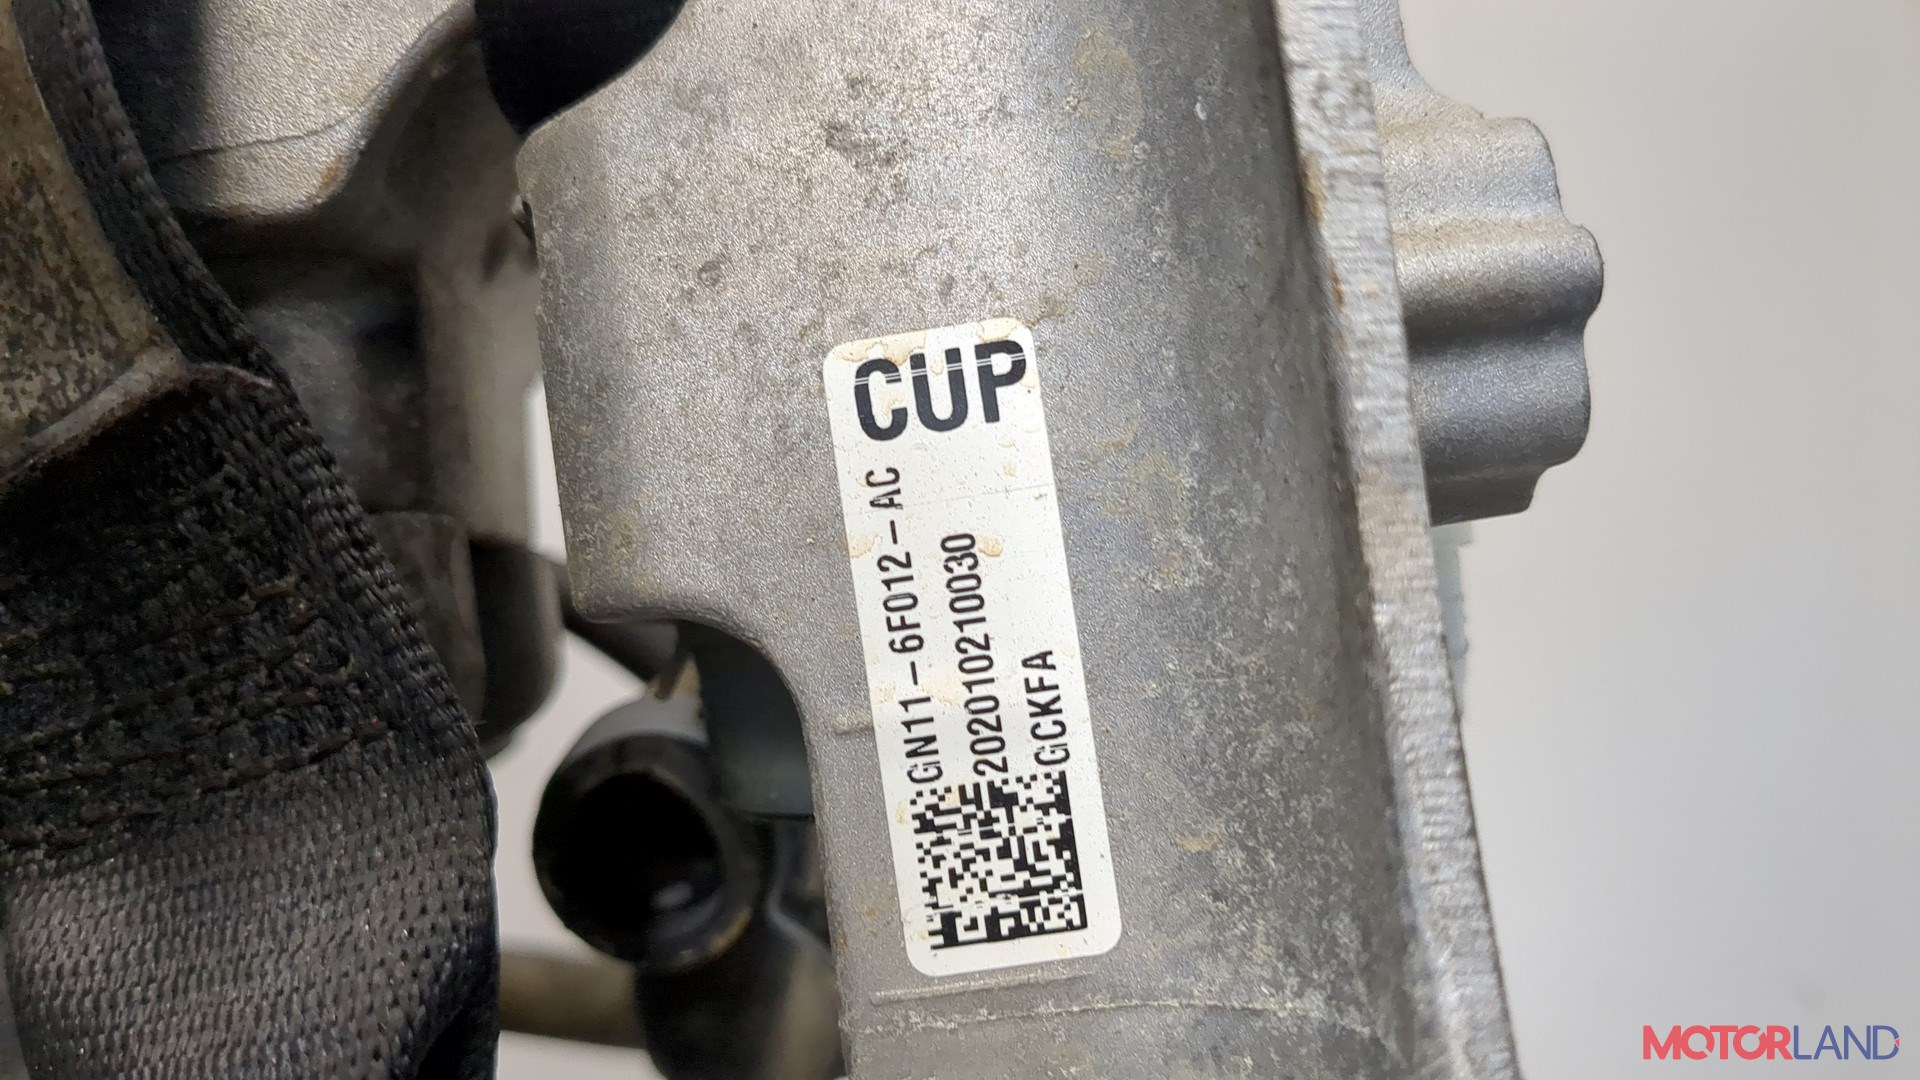 CUP
GN11-6F012-AC
2020102100030
GCKFA
MOTORLAND